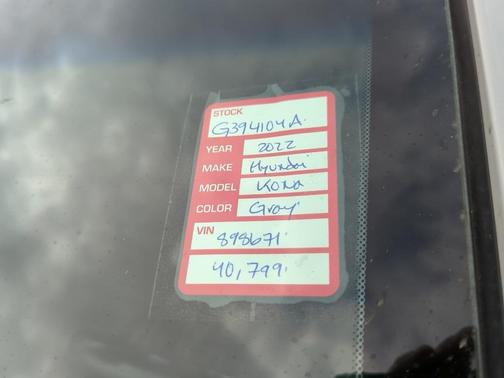 STOCK
G394104A
YEAR 2022
MAKE Hyundai
MODEL Kona
COLOR Gray
VIN
898671
40,799